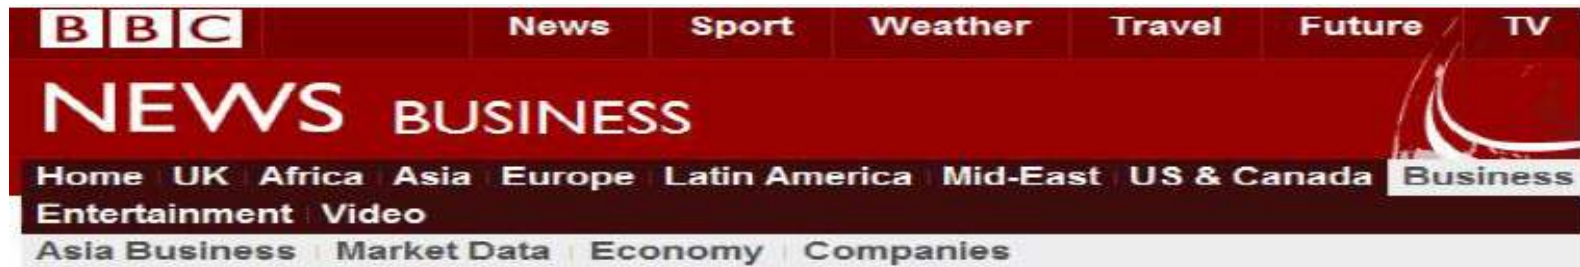 BBC News Sport Weather Travel Future TV
NEWS BUSINESS
Home UK Africa Asia Europe Latin America Mid-East US & Canada Business
Entertainment Video
Asia Business Market Data Economy Companies